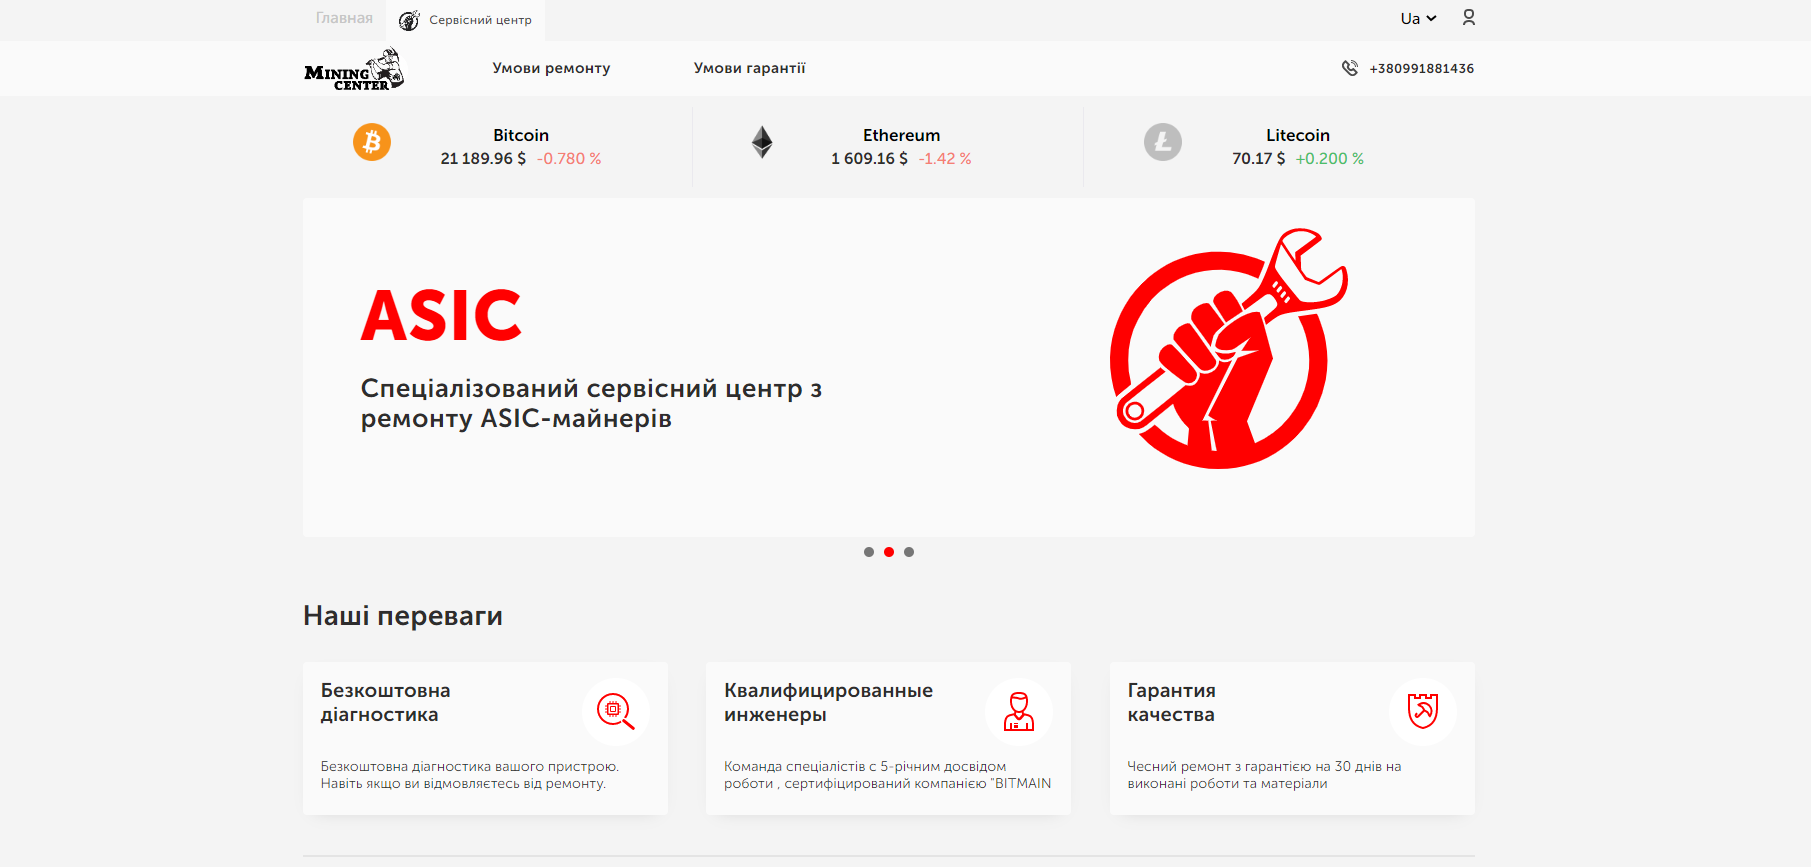 Главная
Сервісний центр
Ua
MINING
CENTER
Умови ремонту
Умови гарантії
+380991881436
Bitcoin
21 189.96 $ -0.780 %
Ethereum
1 609.16 $ -1.42 %
Litecoin
70.17 $ +0.200 %
ASIC
Спеціалізований сервісний центр з
ремонту ASIC-майнерів
Наші переваги
Безкоштовна
діагностика
Безкоштовна діагностика вашого пристрою.
Навіть якщо ви відмовляєтесь від ремонту.
Квалифицированные
инженеры
Команда спеціалістів с 5-річним досвідом
роботи , сертифіцирований компанією "BITMAIN
Гарантия
качества
Чесний ремонт з гарантією на 30 днів на
виконані роботи та матеріали